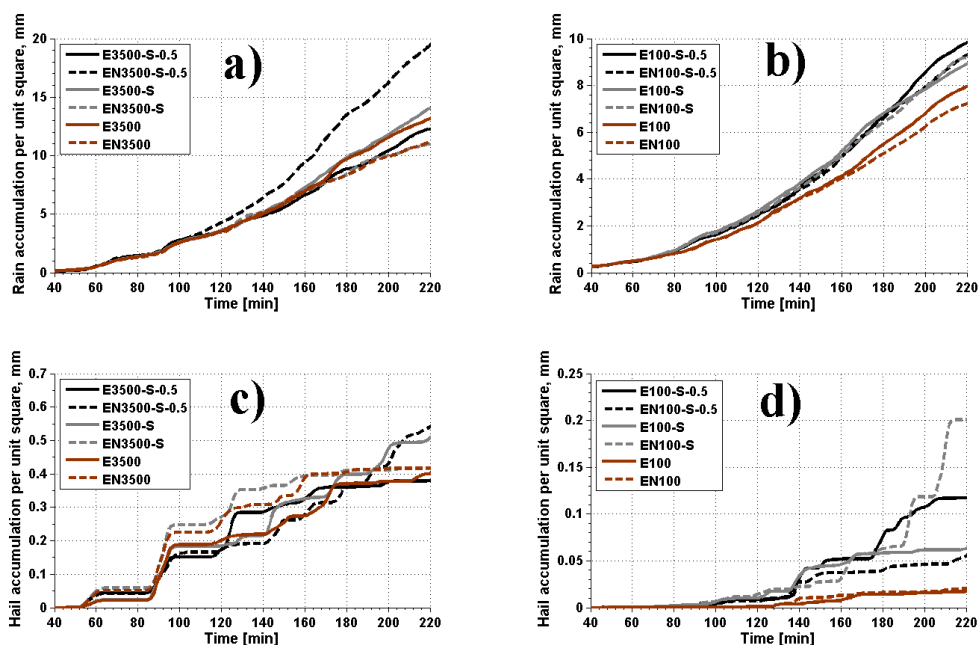 a)
Rain accumulation per unit square, mm
20
15
10
5
0
E3500-S-0.5
EN3500-S-0.5
E3500-S
EN3500-S
E3500
EN3500
40 60 80 100 120 140 160 180 200 220
Time [min]
b)
Rain accumulation per unit square, mm
10
8
6
4
2
0
E100-S-0.5
EN100-S-0.5
E100-S
EN100-S
E100
EN100
40 60 80 100 120 140 160 180 200 220
Time [min]
c)
Hail accumulation per unit square, mm
0.7
0.6
0.5
0.4
0.3
0.2
0.1
0
E3500-S-0.5
EN3500-S-0.5
E3500-S
EN3500-S
E3500
EN3500
40 60 80 100 120 140 160 180 200 220
Time [min]
d)
Hail accumulation per unit square, mm
0.25
0.2
0.15
0.1
0.05
0
E100-S-0.5
EN100-S-0.5
E100-S
EN100-S
E100
EN100
40 60 80 100 120 140 160 180 200 220
Time [min]